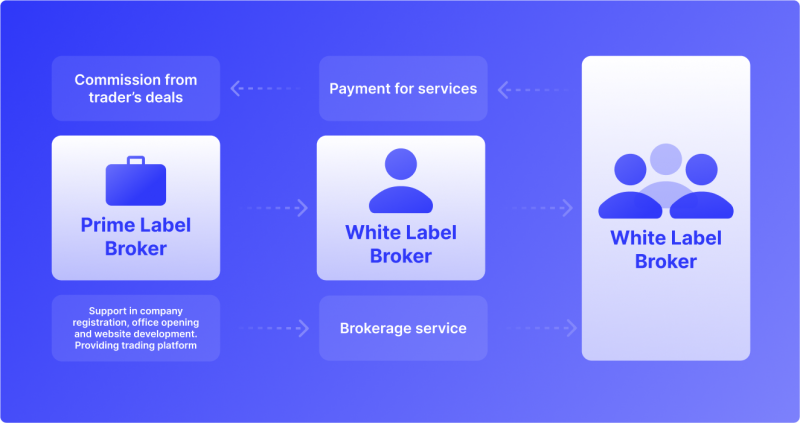 Commission from
trader's deals
Payment for services
Prime Label
Broker
White Label
Broker
White Label
Broker
Support in company
registration, office opening
and website development.
Providing trading platform
Brokerage service